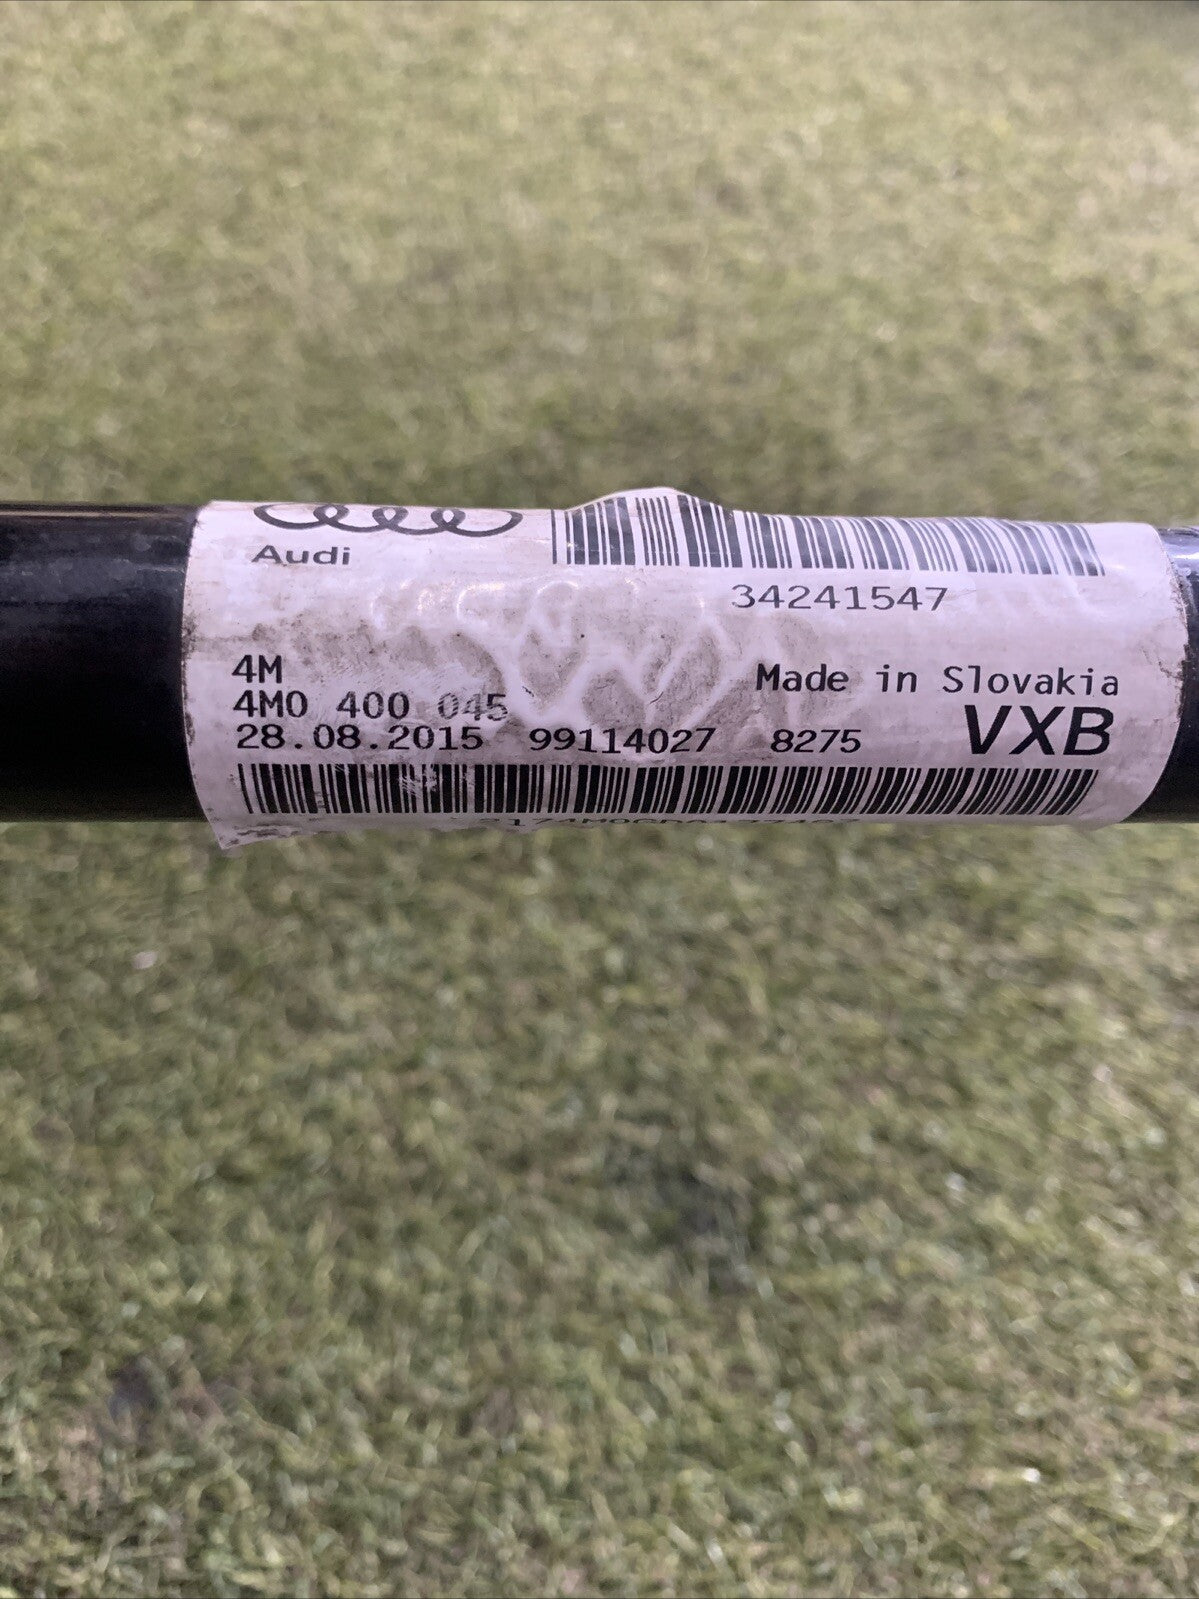 Audi
34241547
4M
Made in Slovakia
4M0 400 045
28.08.2015 99114027 8275 VXB